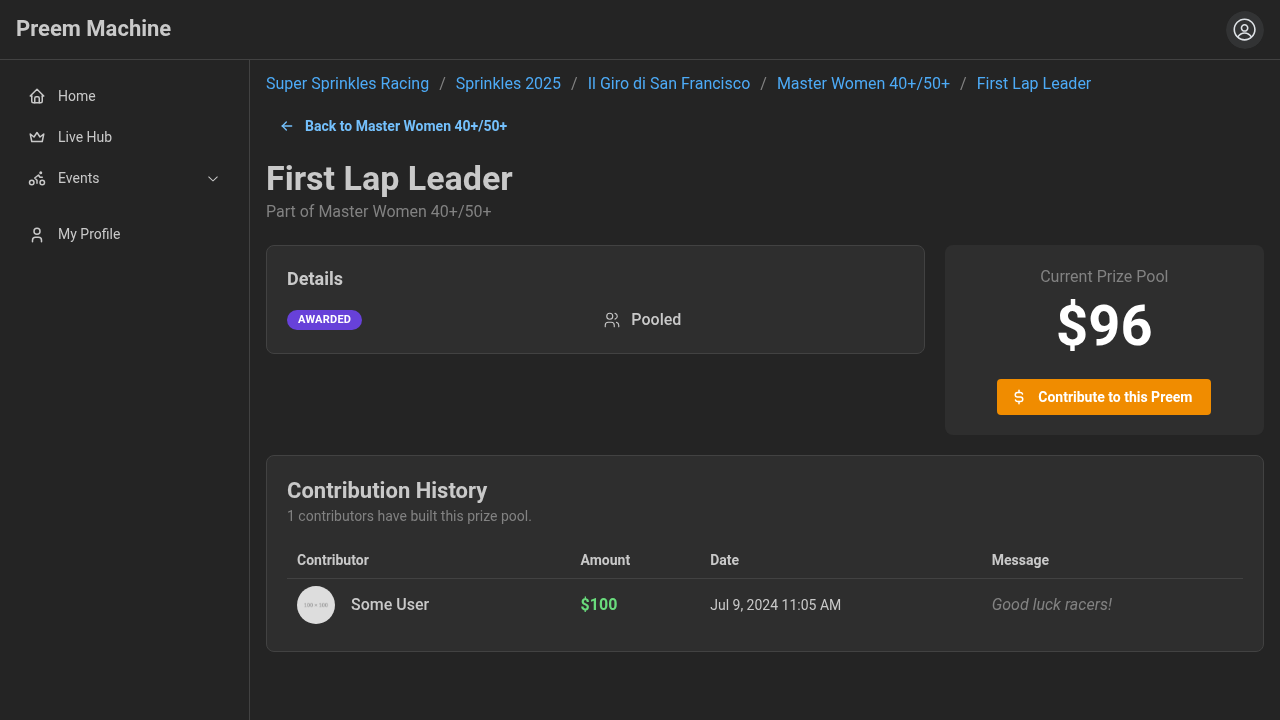 Preem Machine
Home
Live Hub
Events
My Profile
Super Sprinkles Racing / Sprinkles 2025 / Il Giro di San Francisco / Master Women 40+/50+ / First Lap Leader
Back to Master Women 40+/50+
First Lap Leader
Part of Master Women 40+/50+
Details
AWARDED
Pooled
Current Prize Pool
$96
$ Contribute to this Preem
Contribution History
1 contributors have built this prize pool.
Contributor Amount Date Message
100 × 100 Some User $100 Jul 9, 2024 11:05 AM Good luck racers!